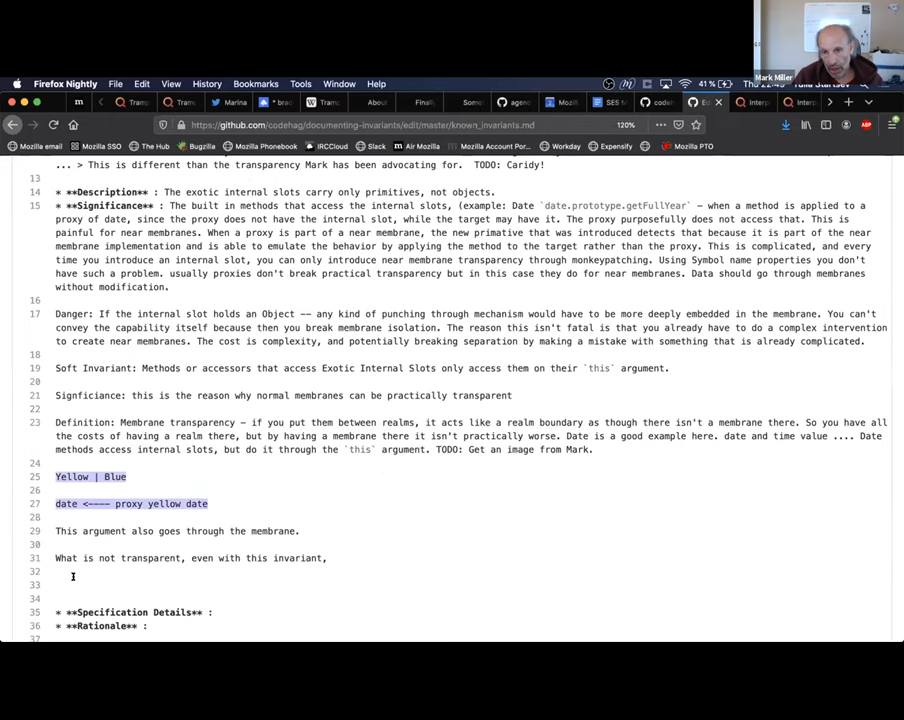 Mark Miller
Firefox Nightly File Edit View History Bookmarks Tools Window Help
41 %
m Tramp Tramp Marina * brac Tramc About Finall Somet agenc Mozill SES M codeh Ed Interp Interp
https://github.com/codehag/documenting-invariants/edit/master/known_invariants.md 120%
Mozilla email The Hub Bugzilla Mozilla Phonebook IRCCloud Air Mozilla Slack Mozilla Account Por... Workday Expensify Mozilla PTO
... > This is different than the transparency Mark has been advocating for. TODO: Caridy!
13
14 * **Description** : The exotic internal slots carry only primitives, not objects.
15 * **Significance** : The built in methods that access the internal slots, (example: Date `date.prototype.getFullYear` - when a method is applied to a
proxy of date, since the proxy does not have the internal slot, while the target may have it. The proxy purposefully does not access that. This is
painful for near membranes. When a proxy is part of a near membrane, the new primative that was introduced detects that because it is part of the near
membrane implementation and is able to emulate the behavior by applying the method to the target rather than the proxy. This is complicated, and every
time you introduce an internal slot, you can only introduce near membrane transparency through monkeypatching. Using Symbol name properties you don't
have such a problem. usually proxies don't break practical transparency but in this case they do for near membranes. Data should go through membranes
without modification.
16
17 Danger: If the internal slot holds an Object -- any kind of punching through mechanism would have to be more deeply embedded in the membrane. You can't
convey the capability itself because then you break membrane isolation. The reason this isn't fatal is that you already have to do a complex intervention
to create near membranes. The cost is complexity, and potentially breaking separation by making a mistake with something that is already complicated.
18
19 Soft Invariant: Methods or accessors that access Exotic Internal Slots only access them on their `this` argument.
20
21 Signficiance: this is the reason why normal membranes can be practically transparent
22
23 Definition: Membrane transparency - if you put them between realms, it acts like a realm boundary as though there isn't a membrane there. So you have all
the costs of having a realm there, but by having a membrane there it isn't practically worse. Date is a good example here. date and time value .... Date
methods access internal slots, but do it through the `this` argument. TODO: Get an image from Mark.
24
25 Yellow | Blue
26
27 date <---- proxy yellow date
28
29 This argument also goes through the membrane.
30
31 What is not transparent, even with this invariant,
32
33
34
35 * **Specification Details** :
36 * **Rationale** :
37